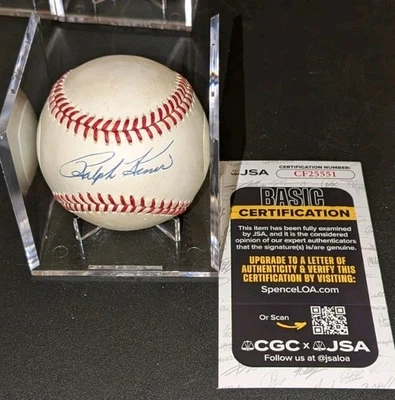 Ralph Kiner
JSA
CERTIFICATION NUMBER:
CF25551
BASIC
CERTIFICATION
This item has been fully examined
by JSA, and it is the considered
opinion of our expert authenticators
that the signature(s) is/are genuine.
UPGRADE TO A LETTER OF
AUTHENTICITY & VERIFY THIS
CERTIFICATION BY VISITING:
SpenceLOA.com
Or Scan
CGC x JSA
Follow us at @jsaloa